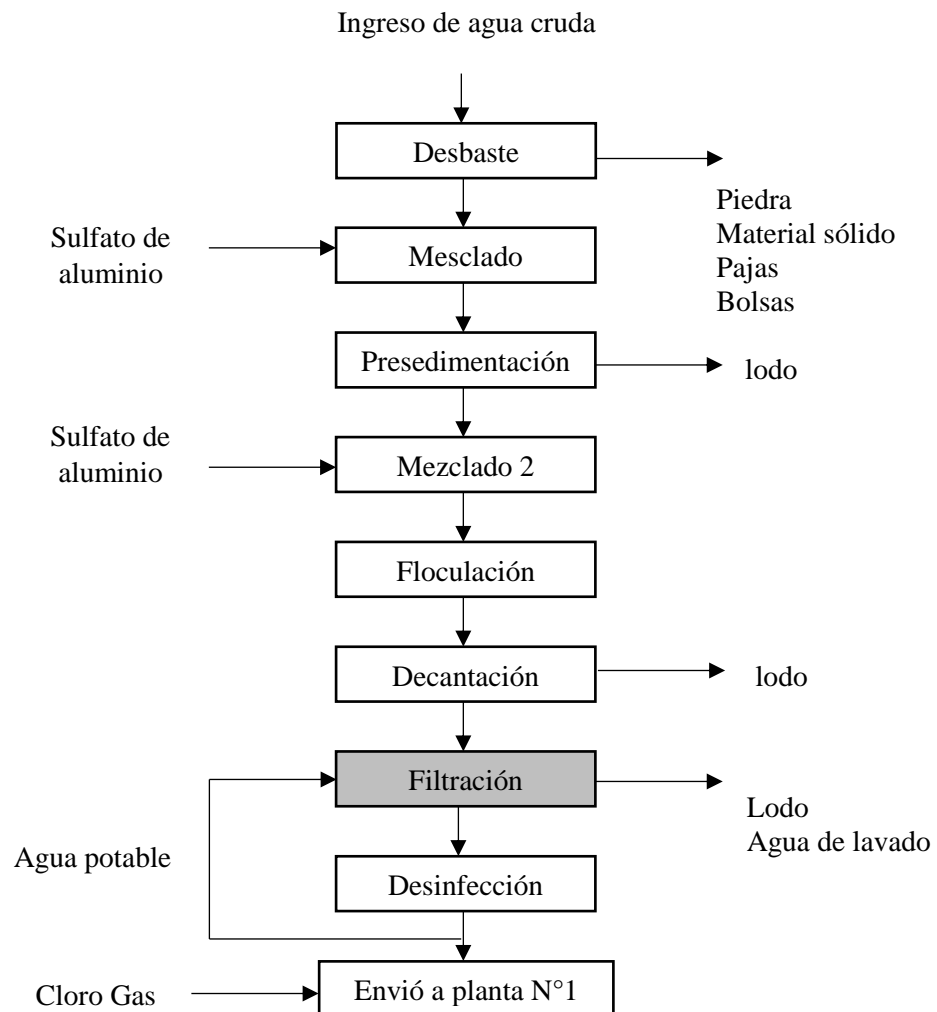 Ingreso de agua cruda
Desbaste
Piedra
Material sólido
Pajas
Bolsas
Sulfato de
aluminio
Mesclado
Presedimentación
lodo
Sulfato de
aluminio
Mezclado 2
Floculación
Decantación
lodo
Filtración
Lodo
Agua de lavado
Agua potable
Desinfección
Cloro Gas
Envió a planta N°1